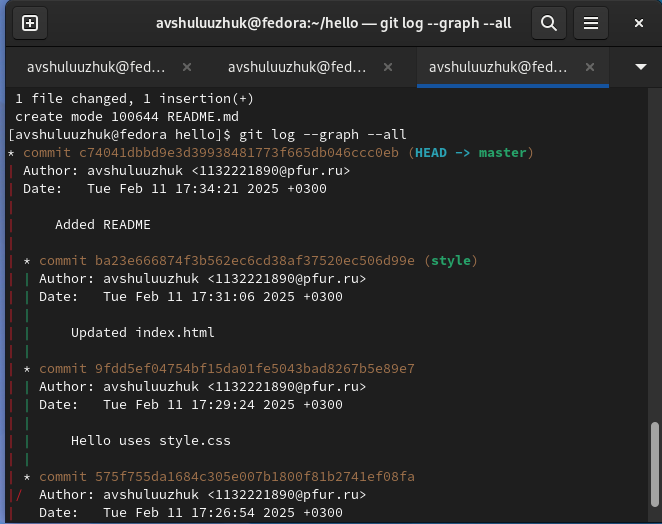 avshuluuzhuk@fedora:~/hello — git log --graph --all
avshuluuzhuk@fed...
avshuluuzhuk@fed...
avshuluuzhuk@fed...
1 file changed, 1 insertion(+)
create mode 100644 README.md
[avshuluuzhuk@fedora hello]$ git log --graph --all
* commit c74041dbbd9e3d39938481773f665db046ccc0eb (HEAD -> master)
| Author: avshuluuzhuk <1132221890@pfur.ru>
| Date:   Tue Feb 11 17:34:21 2025 +0300
|
|     Added README
|
| * commit ba23e666874f3b562ec6cd38af37520ec506d99e (style)
| | Author: avshuluuzhuk <1132221890@pfur.ru>
| | Date:   Tue Feb 11 17:31:06 2025 +0300
| |
| |     Updated index.html
| |
| * commit 9fdd5ef04754bf15da01fe5043bad8267b5e89e7
| | Author: avshuluuzhuk <1132221890@pfur.ru>
| | Date:   Tue Feb 11 17:29:24 2025 +0300
| |
| |     Hello uses style.css
| |
| * commit 575f755da1684c305e007b1800f81b2741ef08fa
|/  Author: avshuluuzhuk <1132221890@pfur.ru>
|   Date:   Tue Feb 11 17:26:54 2025 +0300